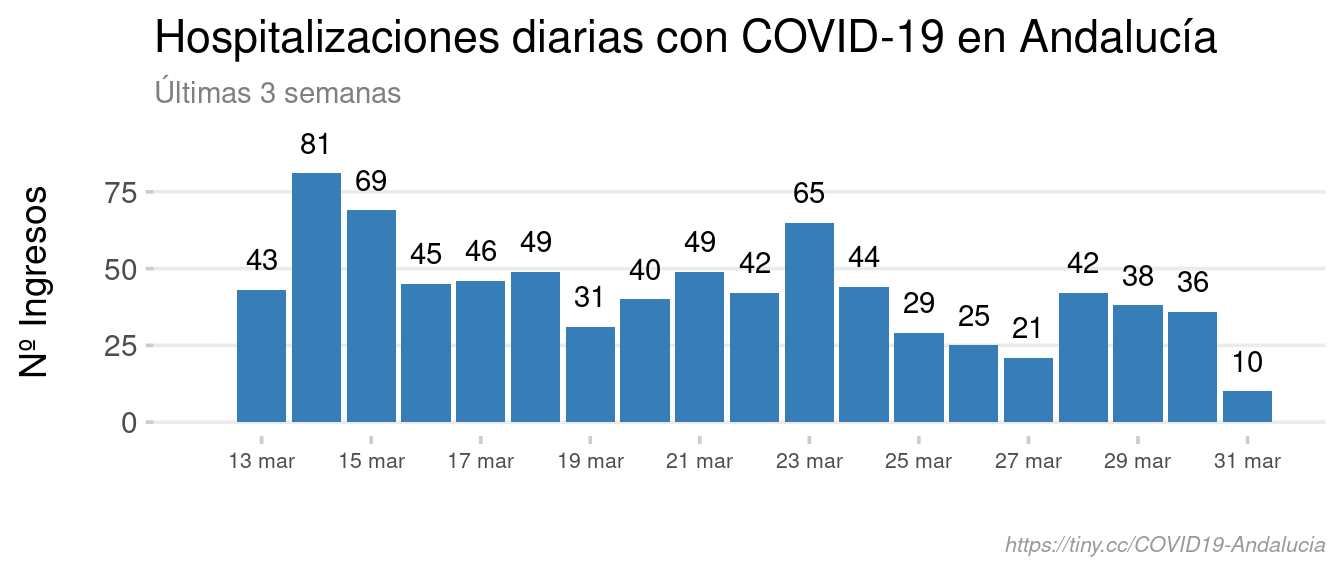 Hospitalizaciones diarias con COVID-19 en Andalucía
Últimas 3 semanas
Nº Ingresos
75
50
25
0
43
81
69
45
46
49
31
40
49
42
65
44
29
25
21
42
38
36
10
13 mar
15 mar
17 mar
19 mar
21 mar
23 mar
25 mar
27 mar
29 mar
31 mar
https://tiny.cc/COVID19-Andalucia